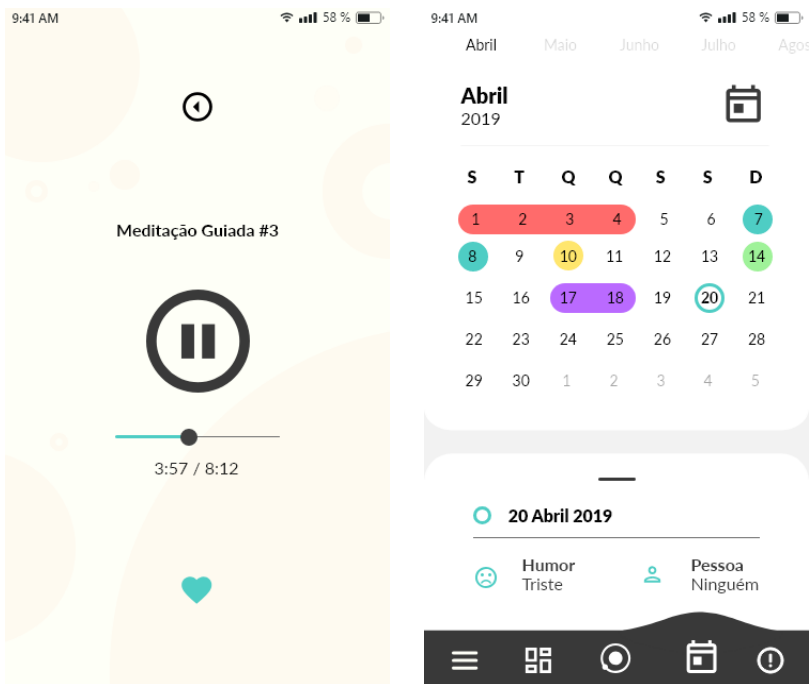 9:41 AM
58 %
Meditação Guiada #3
3:57 / 8:12
9:41 AM
58 %
Abril Maio Junho Julho Agos
Abril
2019
S T Q Q S S D
1 2 3 4 5 6 7
8 9 10 11 12 13 14
15 16 17 18 19 20 21
22 23 24 25 26 27 28
29 30 1 2 3 4 5
20 Abril 2019
Humor Pessoa
Triste Ninguém